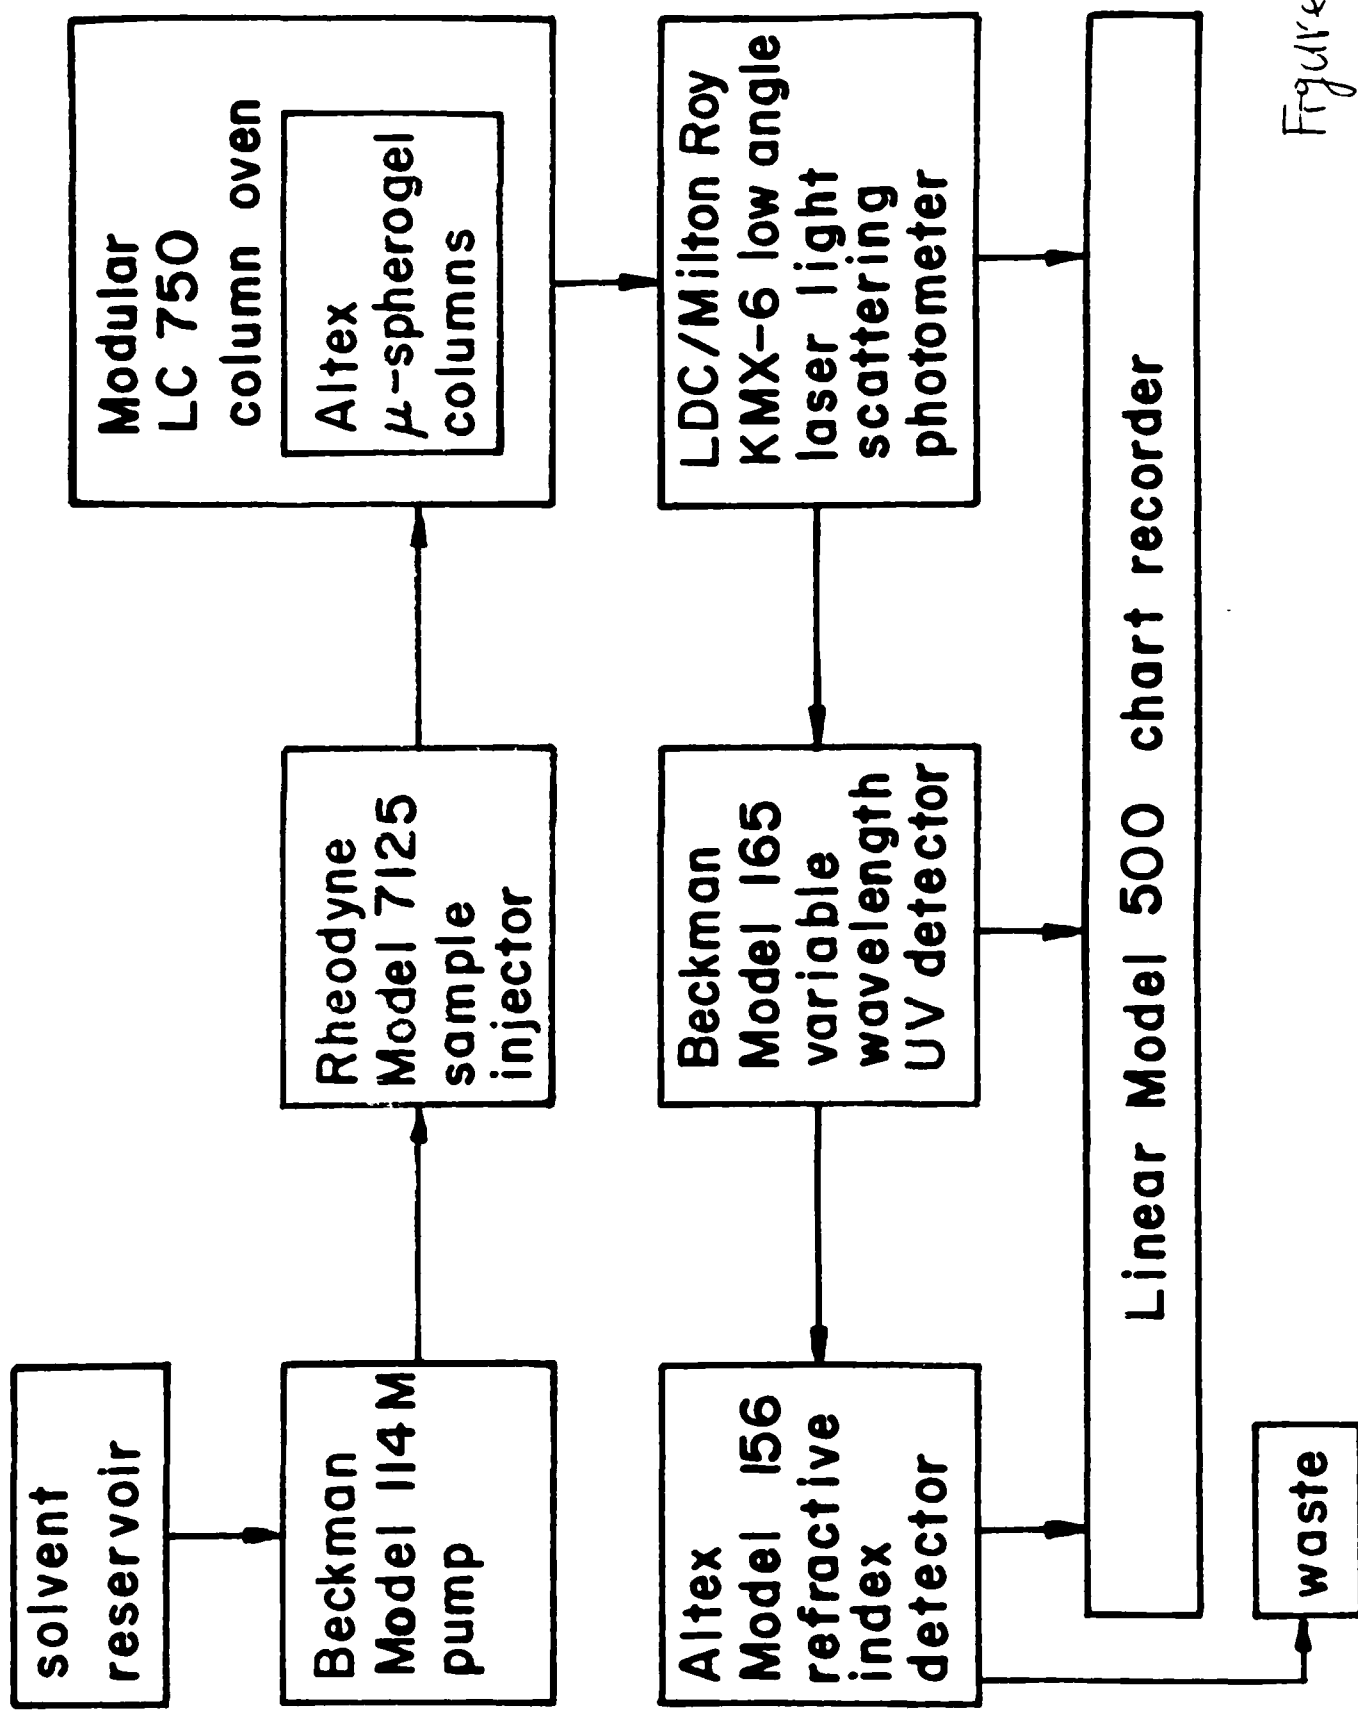 solvent
reservoir
Beckman
Model 114M
pump
Rheodyne
Model 7125
sample
injector
Modular
LC 750
column oven
Altex
μ-spherogel
columns
LDC/Milton Roy
KMX-6 low angle
laser light
scattering
photometer
Beckman
Model 165
variable
wavelength
UV detector
Altex
Model 156
refractive
index
detector
Linear Model 500 chart recorder
waste
Figure